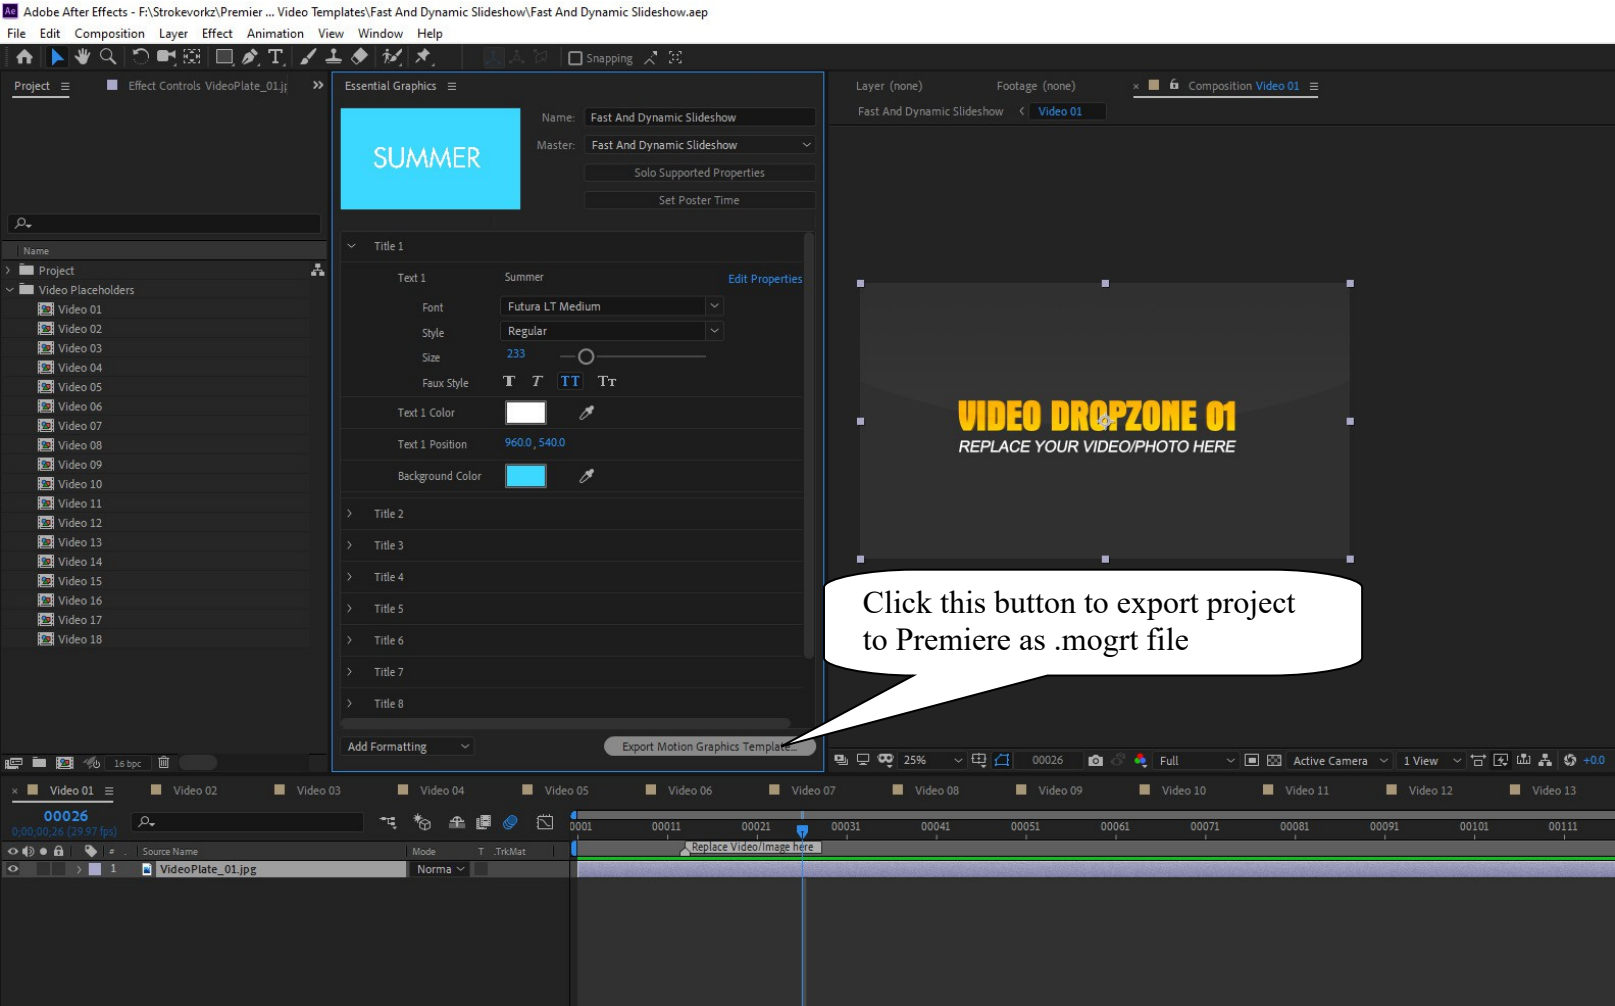 Adobe After Effects - F:\Strokevorkz\Premier ... Video Templates\Fast And Dynamic Slideshow\Fast And Dynamic Slideshow.aep
File Edit Composition Layer Effect Animation View Window Help
Snapping
Project
Effect Controls VideoPlate_01.j
Essential Graphics
Layer (none)
Footage (none)
Composition Video 01
Fast And Dynamic Slideshow
Video 01
SUMMER
Name: Fast And Dynamic Slideshow
Master: Fast And Dynamic Slideshow
Solo Supported Properties
Set Poster Time
Name
Project
Video Placeholders
Video 01
Video 02
Video 03
Video 04
Video 05
Video 06
Video 07
Video 08
Video 09
Video 10
Video 11
Video 12
Video 13
Video 14
Video 15
Video 16
Video 17
Video 18
16 bpc
Title 1
Text 1 Summer Edit Properties
Font Futura LT Medium
Style Regular
Size 233
Faux Style T T TT Tt
Text 1 Color
Text 1 Position 960.0, 540.0
Background Color
Title 2
Title 3
Title 4
Title 5
Title 6
Title 7
Title 8
Add Formatting
Export Motion Graphics Template...
VIDEO DROPZONE 01
REPLACE YOUR VIDEO/PHOTO HERE
Click this button to export project
to Premiere as .mogrt file
25% 00026 Full Active Camera 1 View +0.0
Video 01 Video 02 Video 03 Video 04 Video 05 Video 06 Video 07 Video 08 Video 09 Video 10 Video 11 Video 12 Video 13
00026
0;00;00;26 (29.97 fps)
0001 00011 00021 00031 00041 00051 00061 00071 00081 00091 00101 00111
# Source Name Mode T .TrkMat
Replace Video/Image here
1 VideoPlate_01.jpg Norma